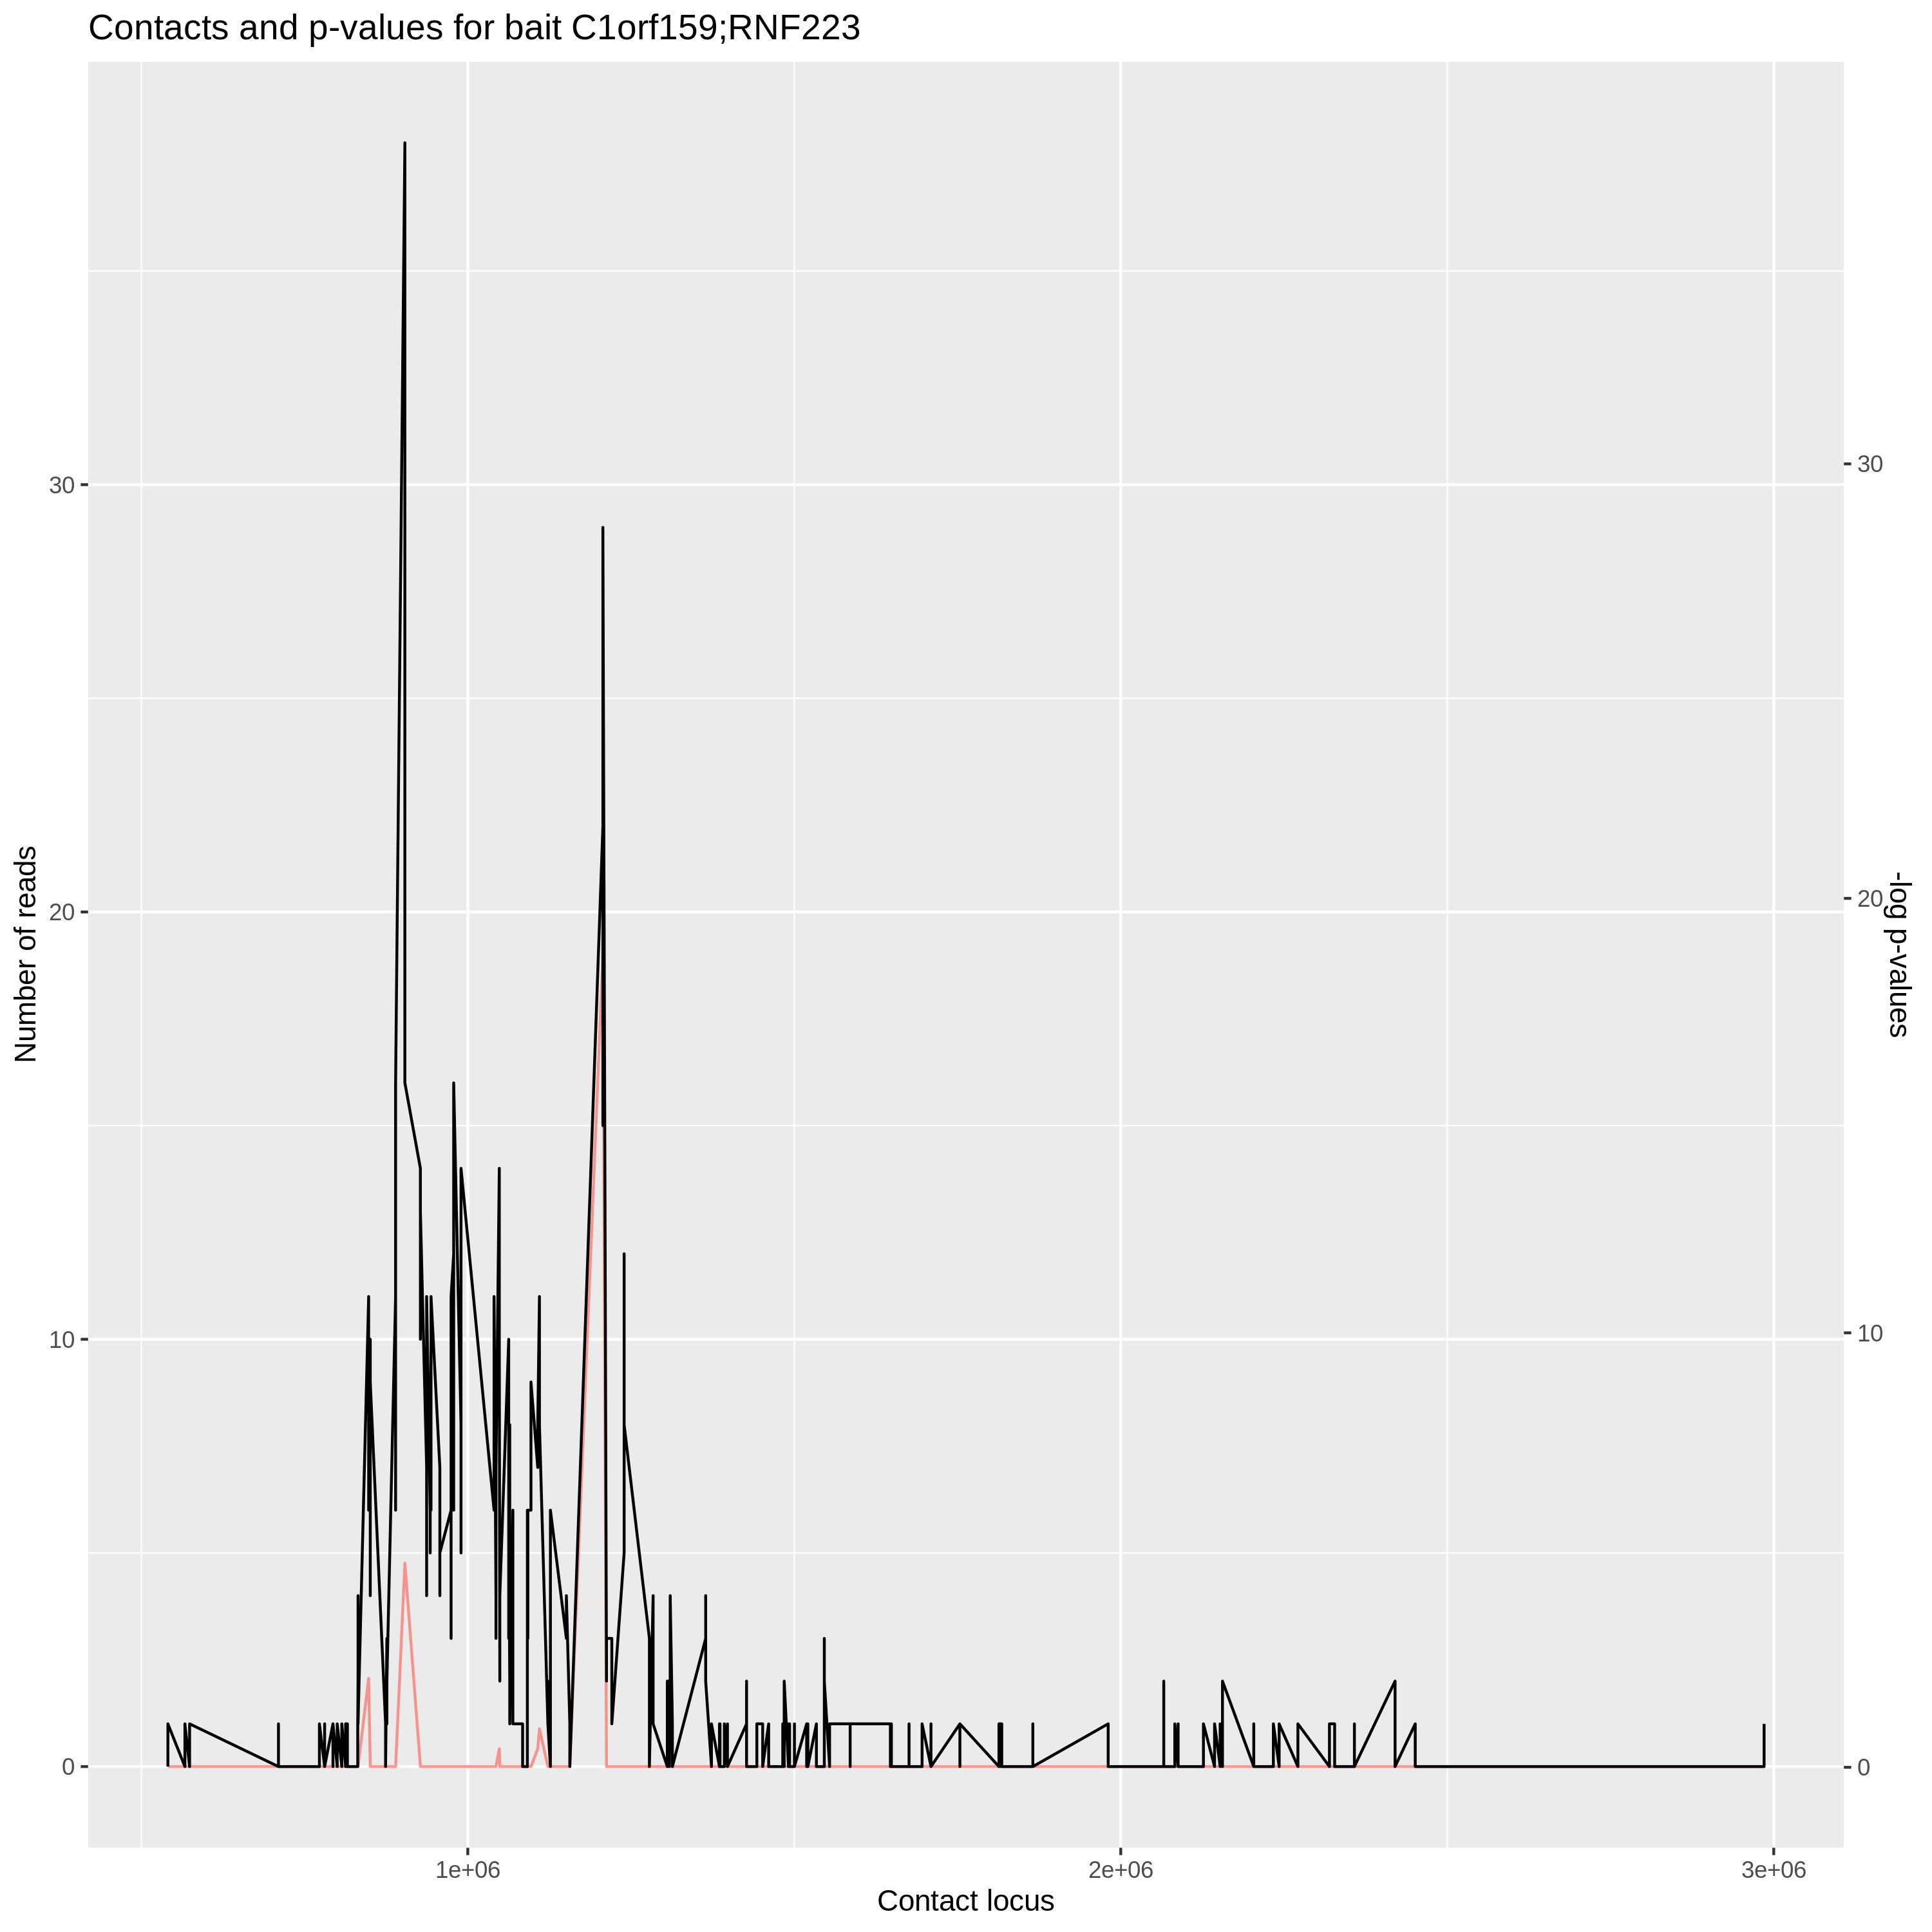 Contacts and p-values for bait C1orf159;RNF223
Number of reads
30
20
10
0
30
20
10
0
-log p-values
1e+06
2e+06
3e+06
Contact locus